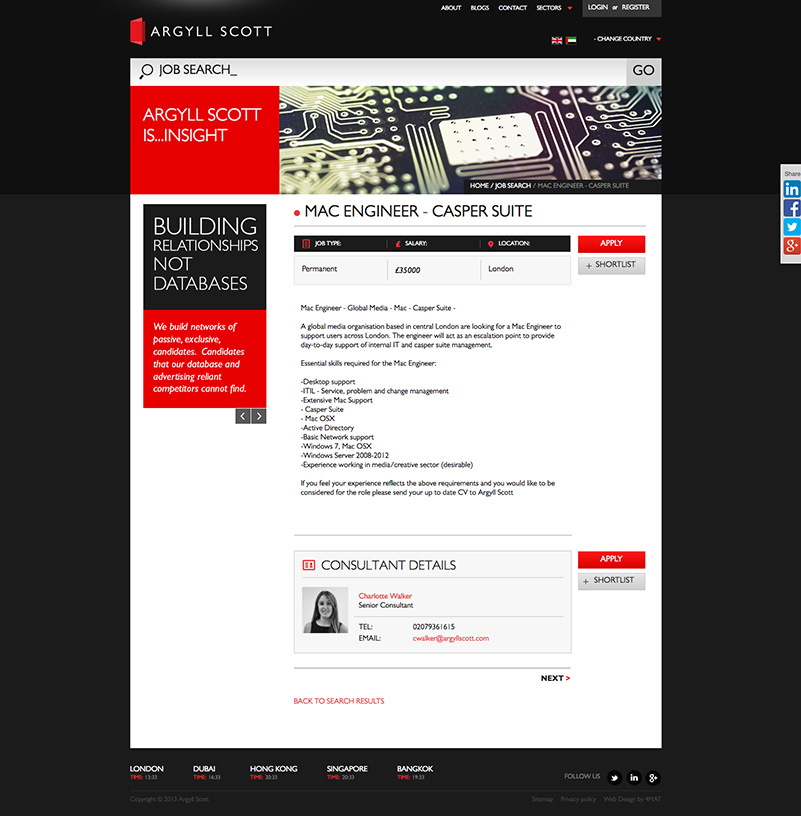 ABOUT BLOGS CONTACT SECTORS
LOGIN or REGISTER
ARGYLL SCOTT
- CHANGE COUNTRY
JOB SEARCH_
GO
ARGYLL SCOTT
IS...INSIGHT
HOME / JOB SEARCH / MAC ENGINEER - CASPER SUITE
Share
BUILDING
RELATIONSHIPS
NOT
DATABASES
We build networks of
passive, exclusive,
candidates. Candidates
that our database and
advertising reliant
competitors cannot find.
MAC ENGINEER - CASPER SUITE
JOB TYPE: £ SALARY: LOCATION:
Permanent £35000 London
APPLY
+ SHORTLIST
Mac Engineer - Global Media - Mac - Casper Suite -
A global media organisation based in central London are looking for a Mac Engineer to
support users across London. The engineer will act as an escalation point to provide
day-to-day support of internal IT and casper suite management.
Essential skills required for the Mac Engineer:
-Desktop support
-ITIL - Service, problem and change management
-Extensive Mac Support
- Casper Suite
- Mac OSX
-Active Directory
-Basic Network support
-Windows 7, Mac OSX
-Windows Server 2008-2012
-Experience working in media/creative sector (desirable)
If you feel your experience reflects the above requirements and you would like to be
considered for the role please send your up to date CV to Argyll Scott
CONSULTANT DETAILS
APPLY
+ SHORTLIST
Charlotte Walker
Senior Consultant
TEL: 02079361615
EMAIL: cwalker@argyllscott.com
NEXT >
BACK TO SEARCH RESULTS
LONDON DUBAI HONG KONG SINGAPORE BANGKOK
TIME: 13:33 TIME: 16:33 TIME: 20:33 TIME: 20:33 TIME: 19:33
FOLLOW US
Copyright © 2013 Argyll Scott
Sitemap Privacy policy Web Design by 4MAT